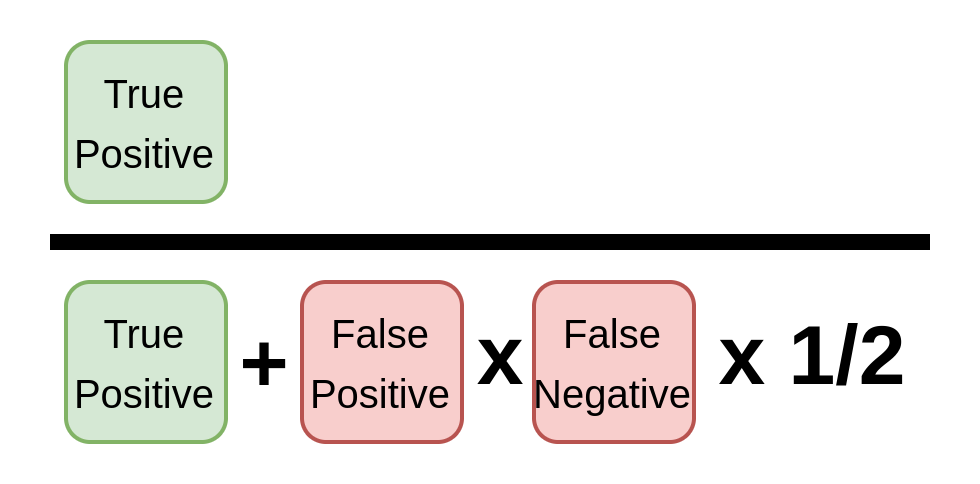 True
Positive
True
Positive
+
False
Positive
x
False
Negative
x 1/2